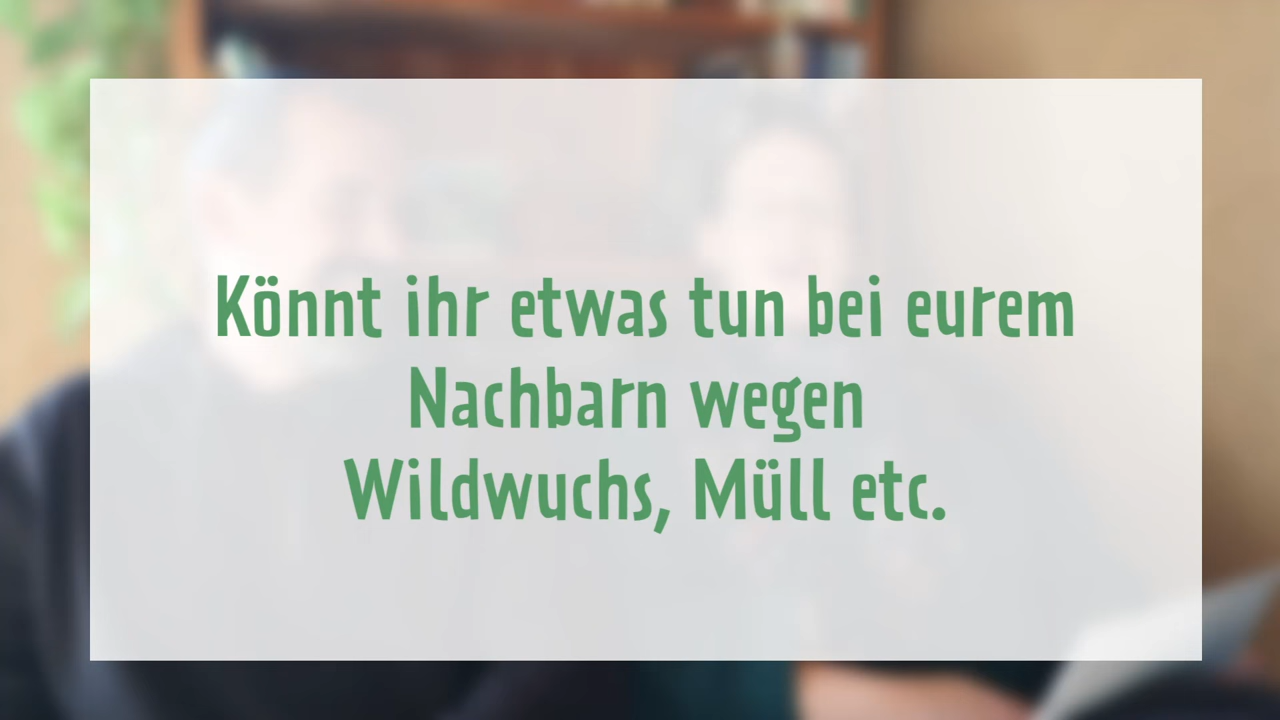 Könnt ihr etwas tun bei eurem
Nachbarn wegen
Wildwuchs, Müll etc.